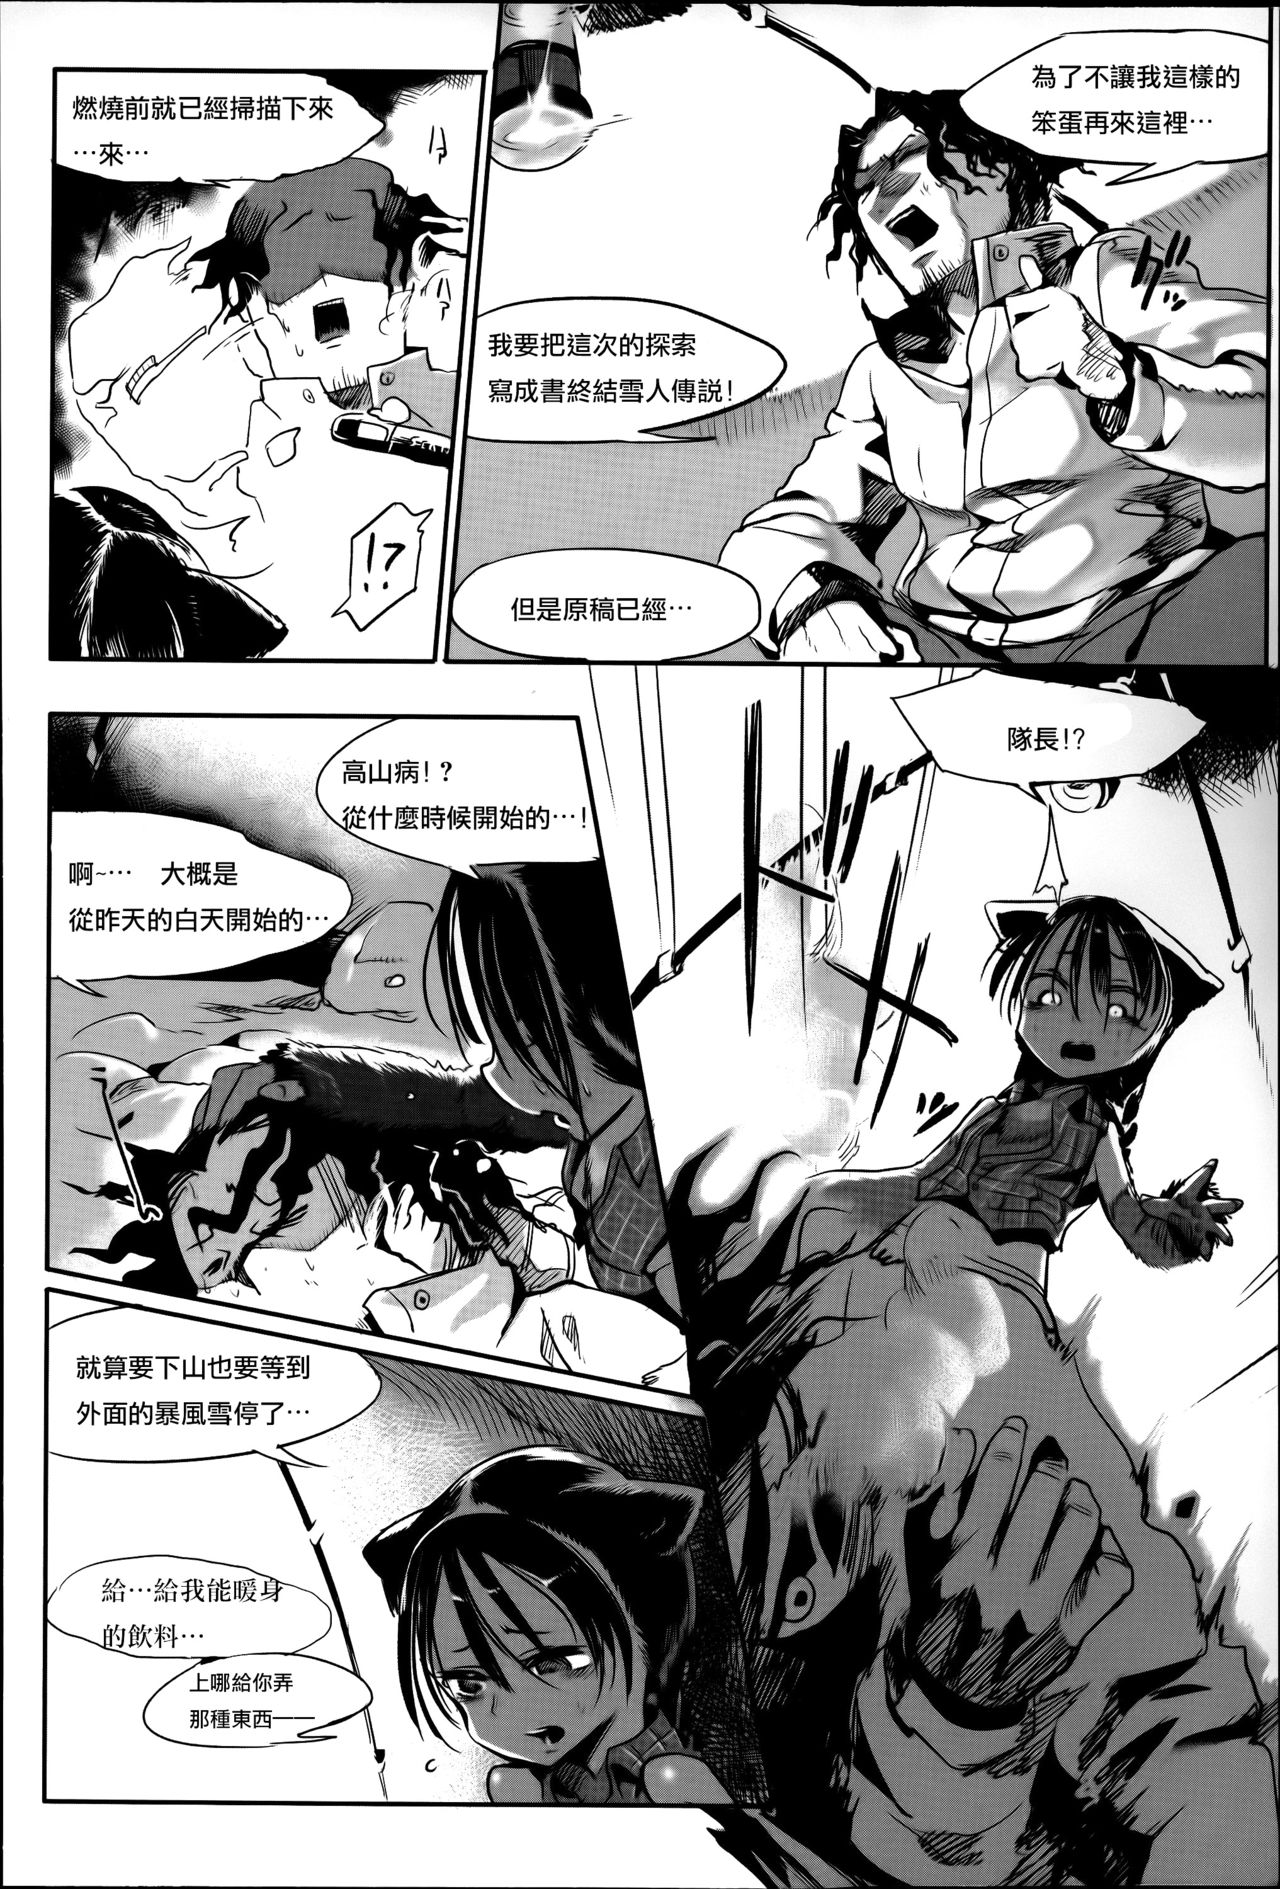 為了不讓我這樣的
笨蛋再來這裡…
我要把這次的探索
寫成書終結雪人傳説!
但是原稿已經…
燃燒前就已經掃描下來
…來…
!?
隊長!?
高山病!?
從什麼時候開始的…!
啊~… 大概是
從昨天的白天開始的…
就算要下山也要等到
外面的暴風雪停了…
給…給我能暖身
的飲料…
上哪給你弄
那種東西——